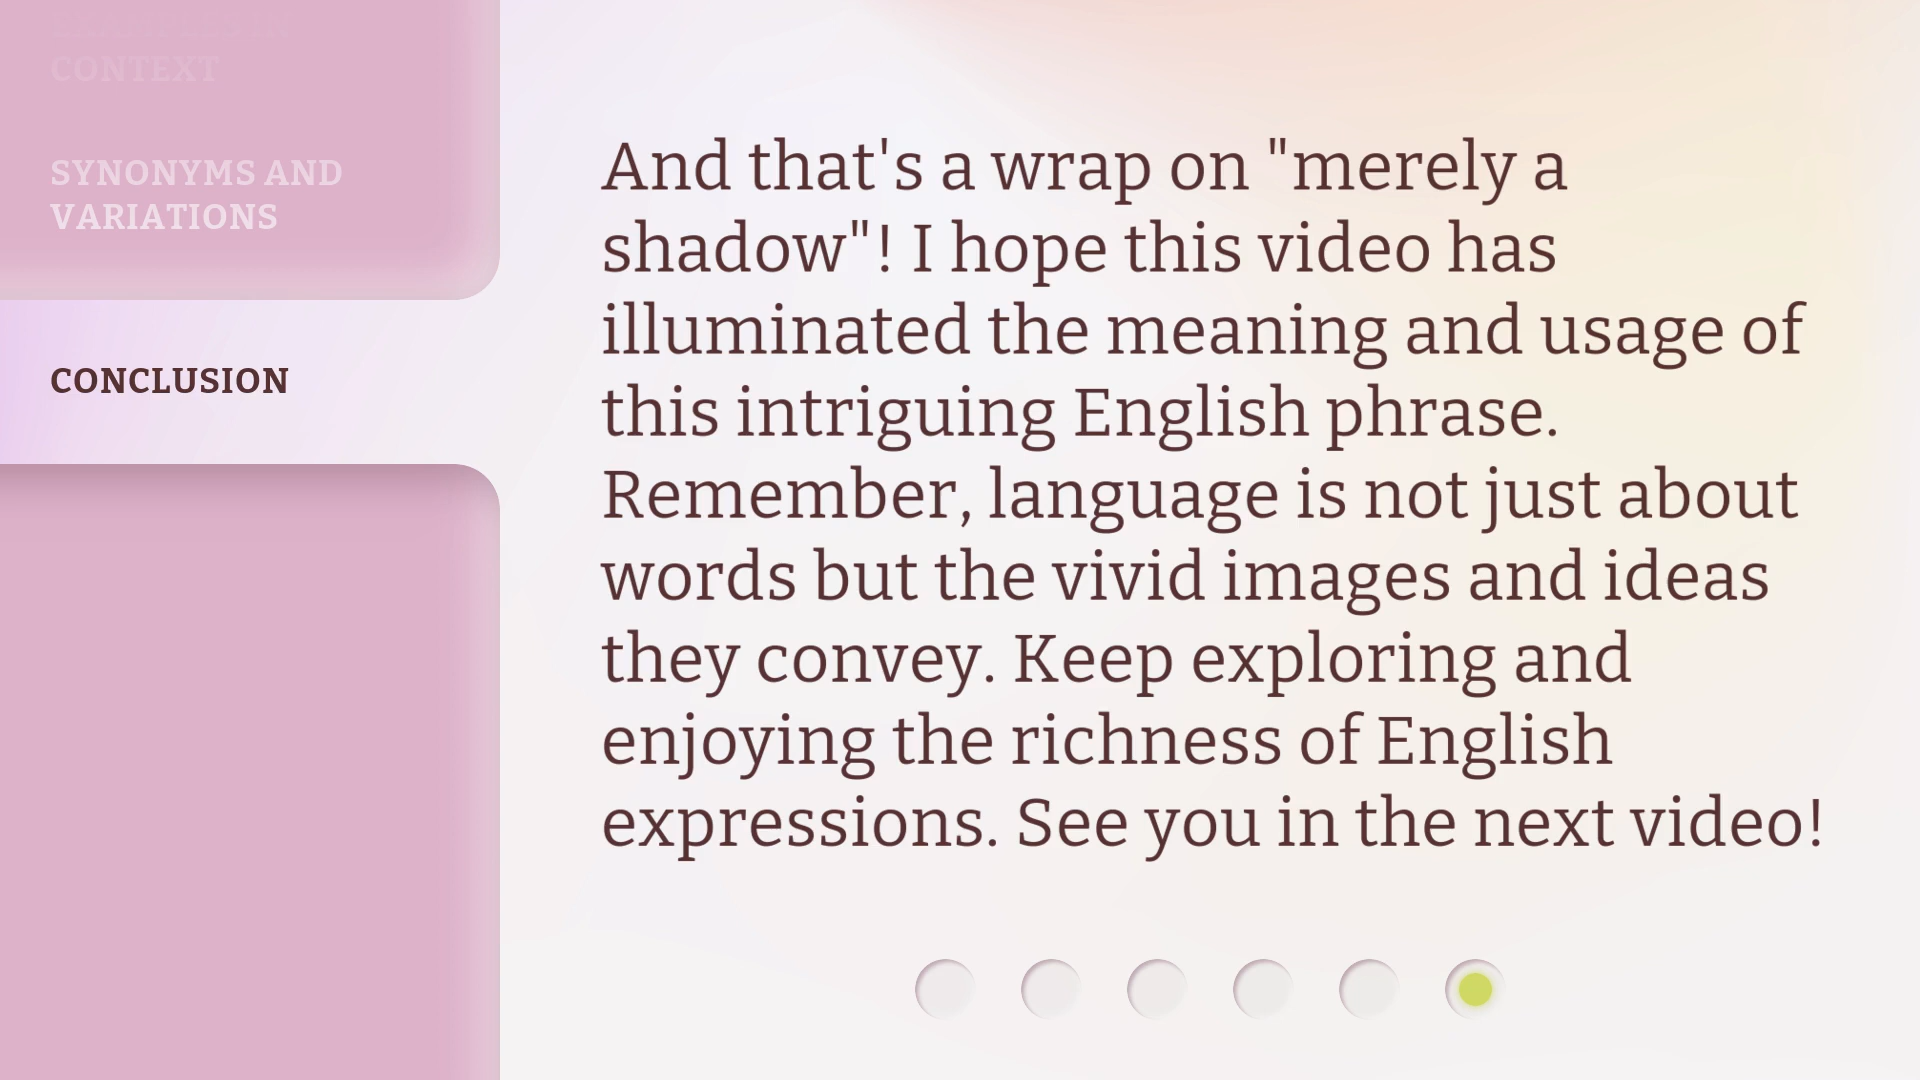 EXAMPLES IN
CONTEXT
SYNONYMS AND
VARIATIONS
CONCLUSION
And that's a wrap on "merely a
shadow"! I hope this video has
illuminated the meaning and usage of
this intriguing English phrase.
Remember, language is not just about
words but the vivid images and ideas
they convey. Keep exploring and
enjoying the richness of English
expressions. See you in the next video!